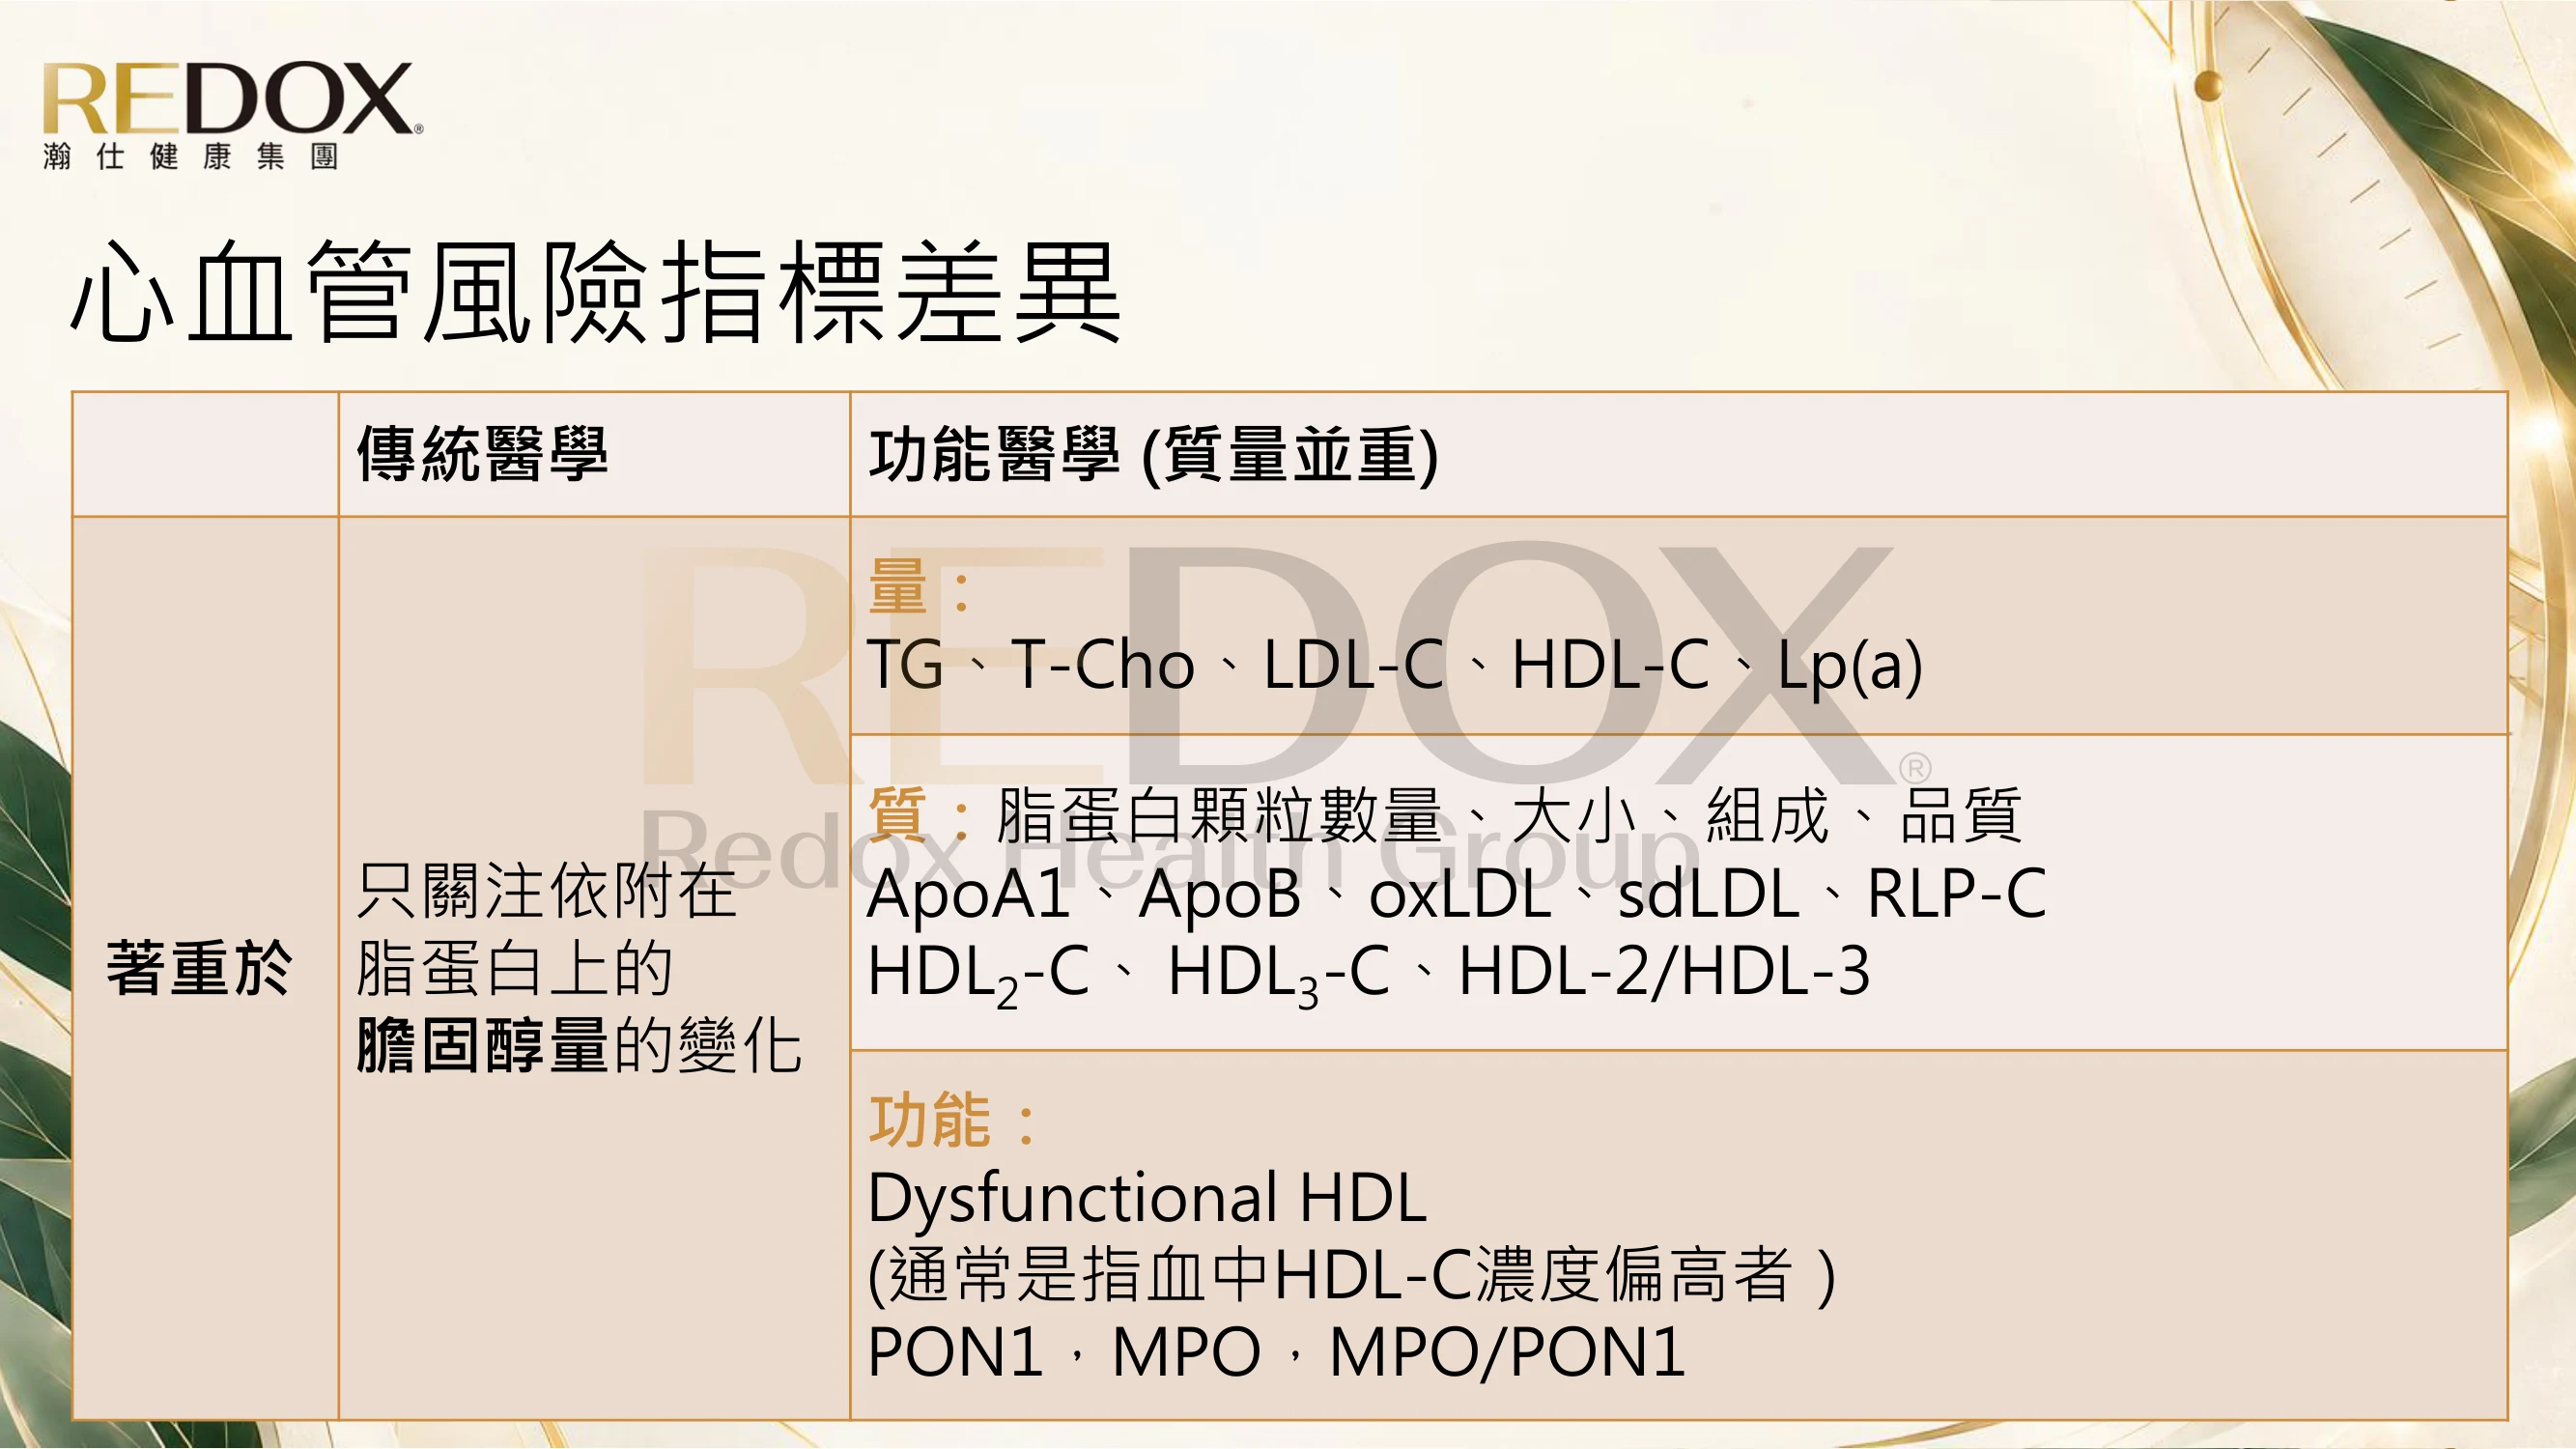 REDOX®
瀚仕健康集團
心血管風險指標差異
傳統醫學
功能醫學 (質量並重)
著重於
只關注依附在
脂蛋白上的
膽固醇量的變化
量：
TG、T-Cho、LDL-C、HDL-C、Lp(a)
質：脂蛋白顆粒數量、大小、組成、品質
ApoA1、ApoB、oxLDL、sdLDL、RLP-C
HDL₂-C、 HDL₃-C、HDL-2/HDL-3
功能：
Dysfunctional HDL
(通常是指血中HDL-C濃度偏高者 )
PON1，MPO，MPO/PON1
REDOX®
Redox Health Group